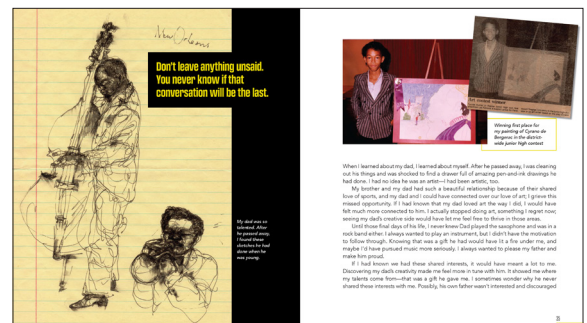 New Orleans
Don't leave anything unsaid.
You never know if that
conversation will be the last.
My dad was so
talented. After
he passed away,
I found these
sketches he had
done when he
was young.
Winning first place for
my painting of Cyrano de
Bergerac in the district-
wide junior high contest
When I learned about my dad, I learned about myself. After he passed away, I was clearing
out his things and was shocked to find a drawer full of amazing pen-and-ink drawings he
had done. I had no idea he was an artist—I had been artistic, too.
My brother and my dad had such a beautiful relationship because of their shared
love of sports, and my dad and I could have connected over our love of art; I grieve this
missed opportunity. If I had known that my dad loved art the way I did, I would have
felt much more connected to him. I actually stopped doing art, something I regret now;
seeing my dad's creative side would have let me feel free to thrive in those areas.
Until those final days of his life, I never knew Dad played the saxophone and was in a
rock band either. I always wanted to play an instrument, but I didn't have the motivation
to follow through. Knowing that was a gift he had would have lit a fire under me, and
maybe I'd have pursued music more seriously. I always wanted to please my father and
make him proud.
If I had known we had these shared interests, it would have meant a lot to me.
Discovering my dad's creativity made me feel more in tune with him. It showed me where
my talents come from—that was a gift he gave me. I sometimes wonder why he never
shared these interests with me. Possibly, his own father wasn't interested and discouraged